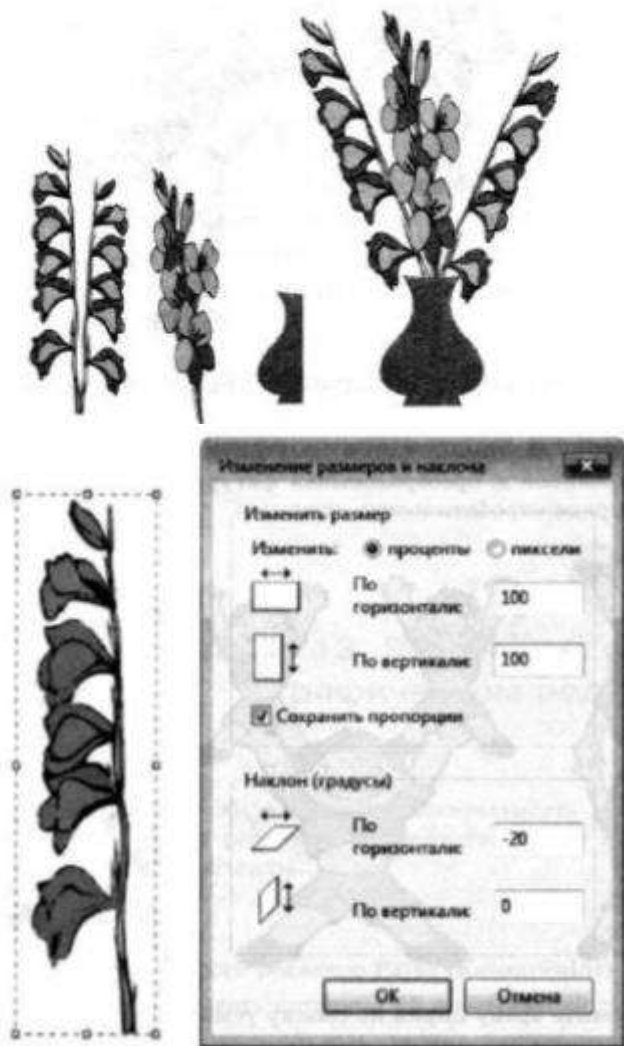 Изменение размеров и наклона
Изменить размер
Изменить: проценты пиксели
По
горизонтали: 100
По вертикали: 100
Сохранить пропорции
Наклон (градусы)
По
горизонтали: -20
По вертикали: 0
ОК Отмена